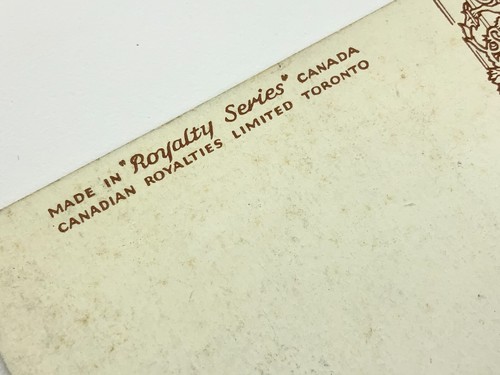 MADE IN "Royalty Series" CANADA
CANADIAN ROYALTIES LIMITED TORONTO